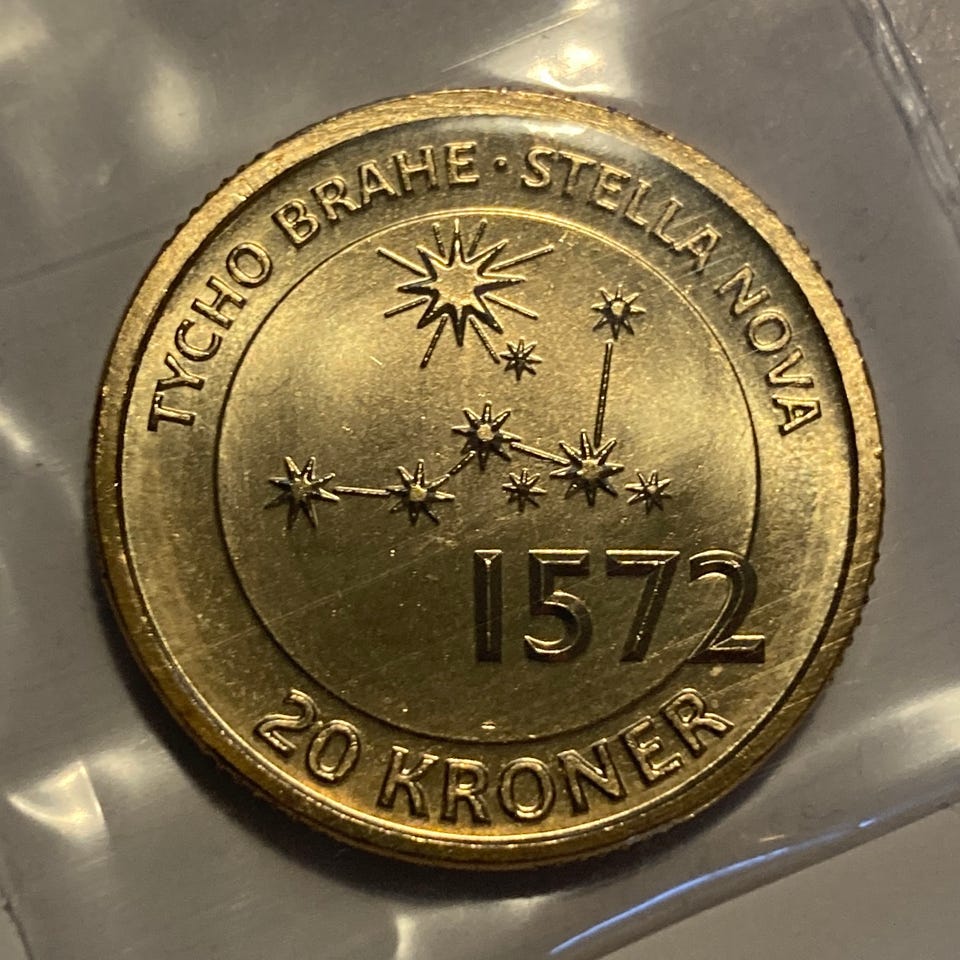 TYCHO BRAHE · STELLA NOVA
1572
20 KRONER